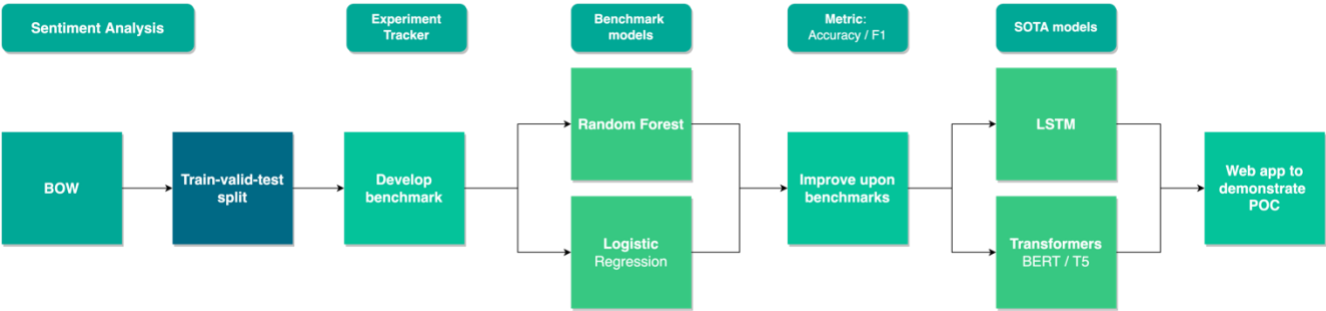 Sentiment Analysis
Experiment
Tracker
Benchmark
models
Metric:
Accuracy / F1
SOTA models
BOW
Train-valid-test
split
Develop
benchmark
Random Forest
Logistic
Regression
Improve upon
benchmarks
LSTM
Transformers
BERT / T5
Web app to
demonstrate
POC